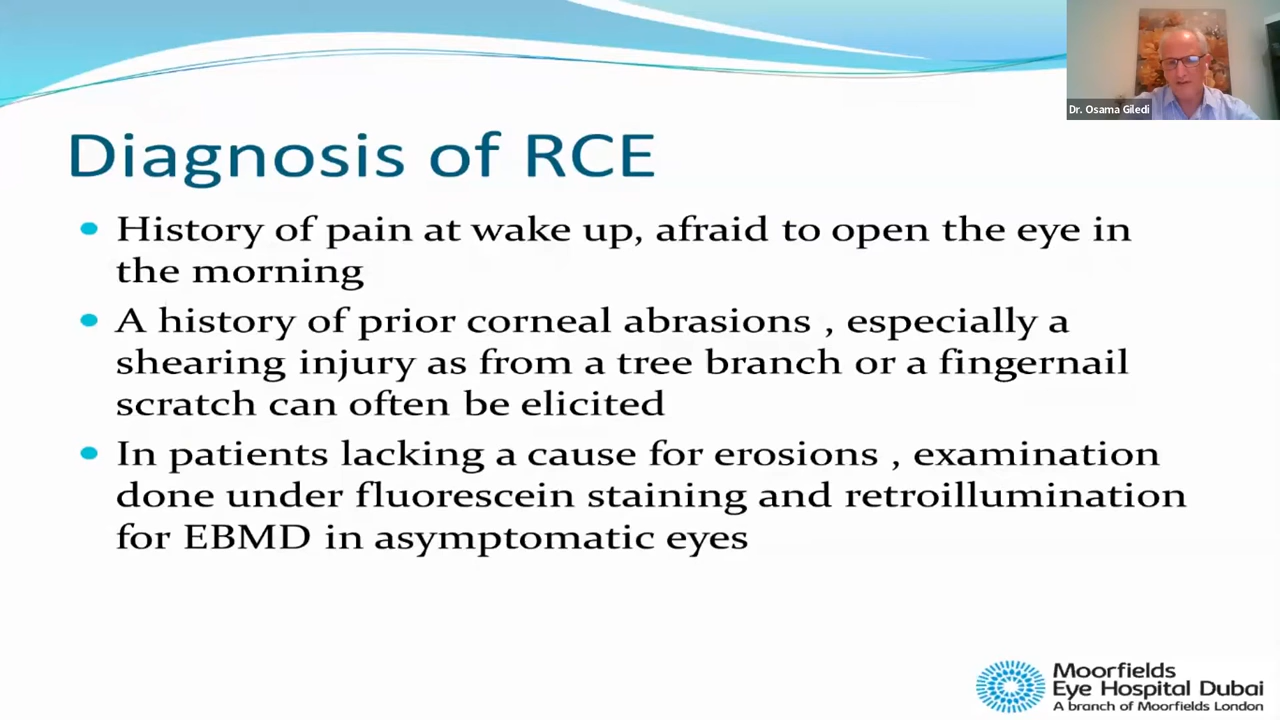 Dr. Osama Giledi
Diagnosis of RCE
History of pain at wake up, afraid to open the eye in
the morning
A history of prior corneal abrasions , especially a
shearing injury as from a tree branch or a fingernail
scratch can often be elicited
In patients lacking a cause for erosions , examination
done under fluorescein staining and retroillumination
for EBMD in asymptomatic eyes
Moorfields
Eye Hospital Dubai
A branch of Moorfields London